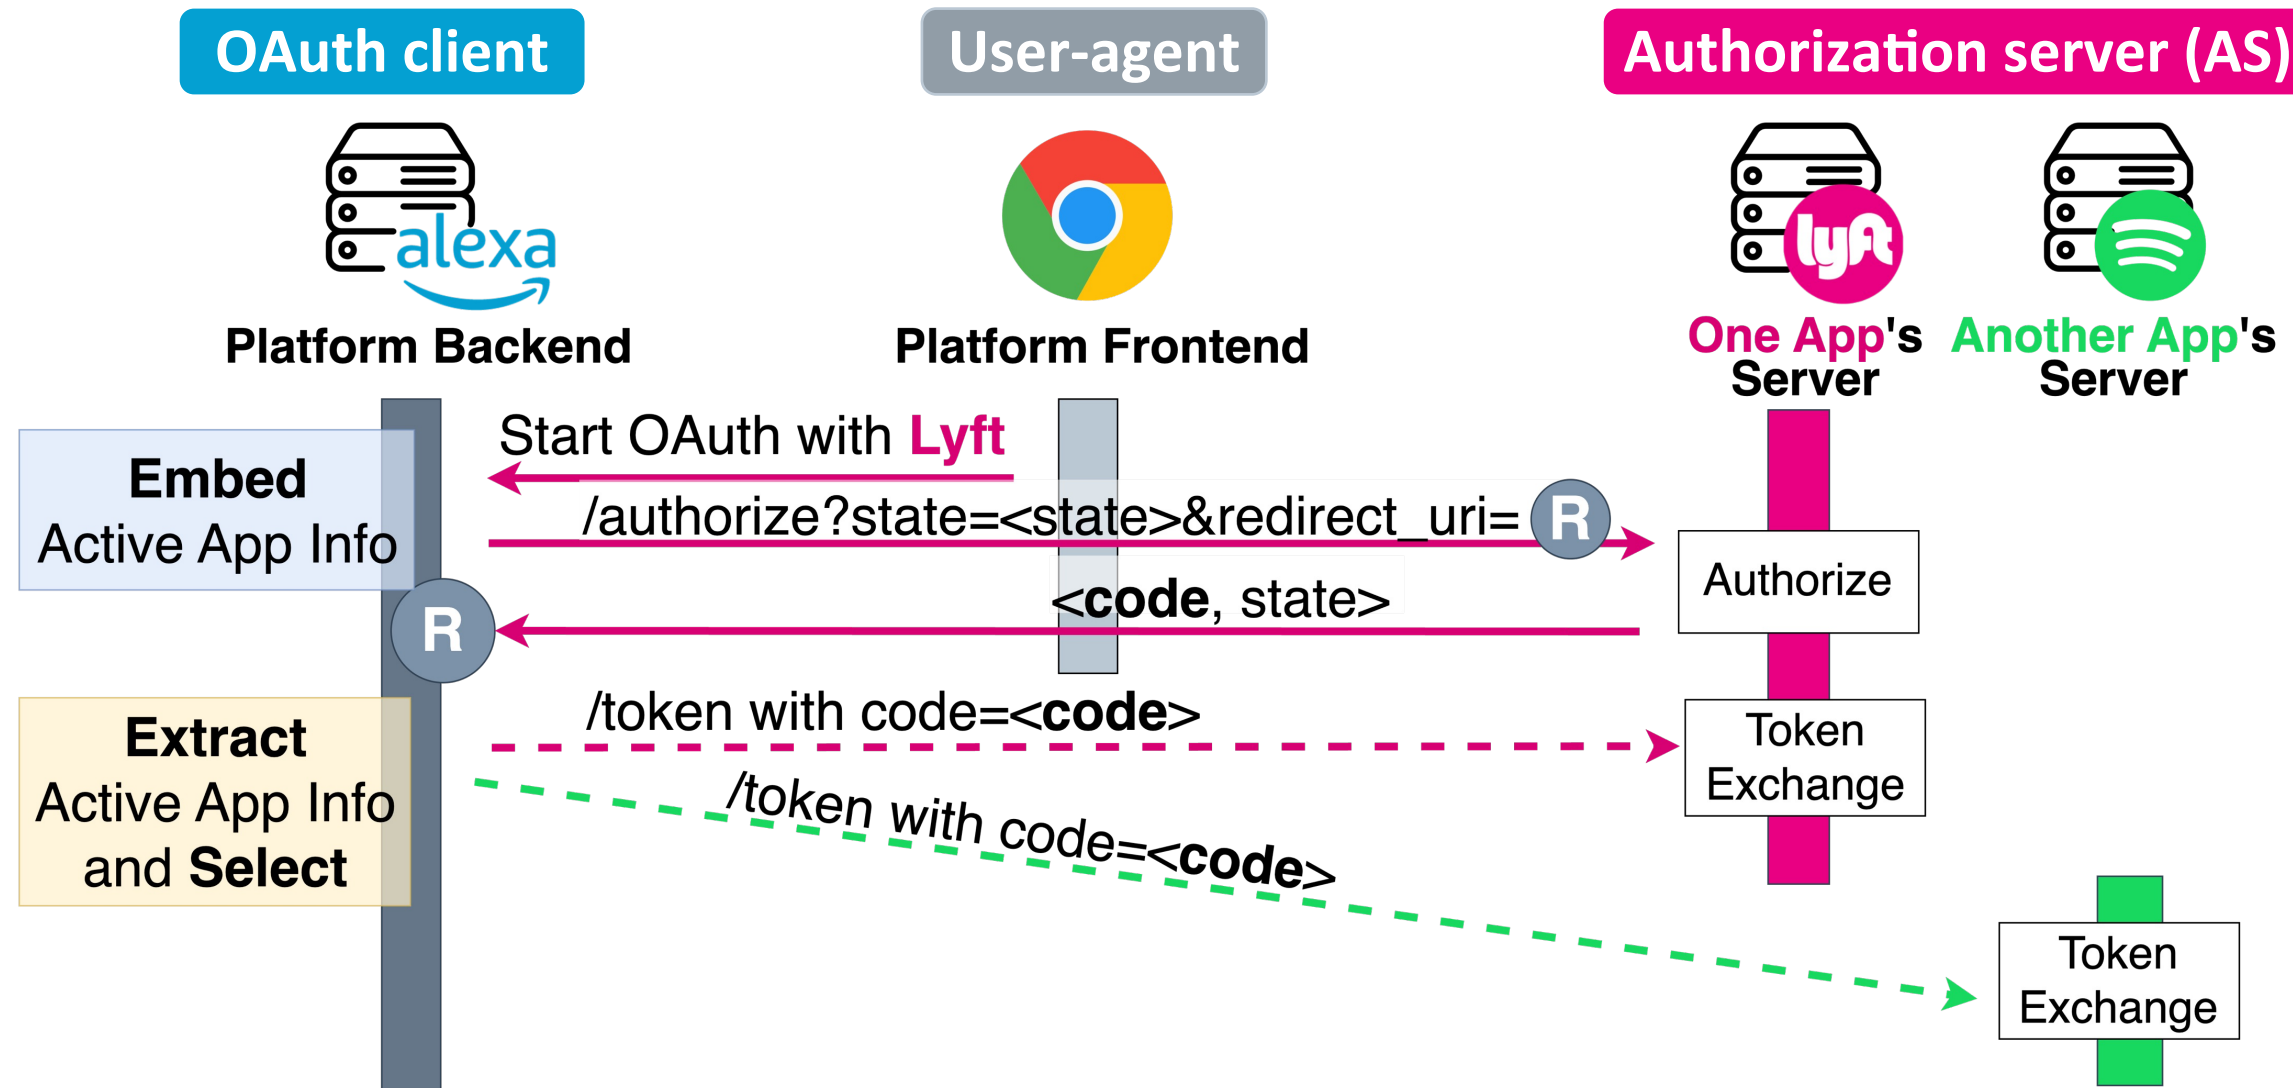 OAuth client
User-agent
Authorization server (AS)
alexa
lyft
Platform Backend
Platform Frontend
One App's
Server
Another App's
Server
Start OAuth with Lyft
Embed
Active App Info
/authorize?state=<state>&redirect_uri=
R
Authorize
<code, state>
R
Extract
Active App Info
and Select
/token with code=<code>
Token
Exchange
/token with code=<code>
Token
Exchange